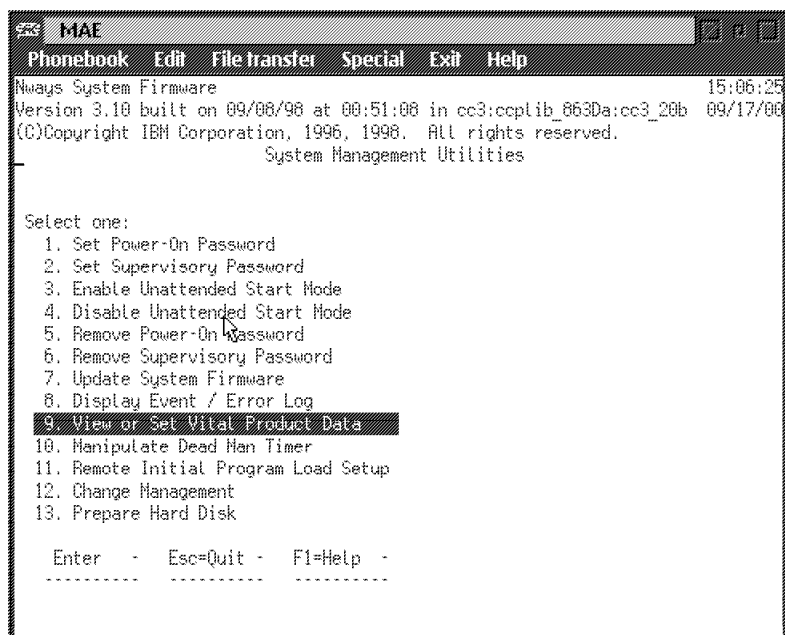 MAE
Phonebook Edit File transfer Special Exit Help
Nways System Firmware 15:06:25
Version 3.10 built on 09/08/98 at 00:51:08 in cc3:ccplib_863Da:cc3_20b 09/17/00
(C)Copyright IBM Corporation, 1996, 1998. All rights reserved.
System Management Utilities
Select one:
1. Set Power-On Password
2. Set Supervisory Password
3. Enable Unattended Start Mode
4. Disable Unattended Start Mode
5. Remove Power-On Password
6. Remove Supervisory Password
7. Update System Firmware
8. Display Event / Error Log
9. View or Set Vital Product Data
10. Manipulate Dead Man Timer
11. Remote Initial Program Load Setup
12. Change Management
13. Prepare Hard Disk
Enter - Esc=Quit - F1=Help -
---------- ---------- ----------